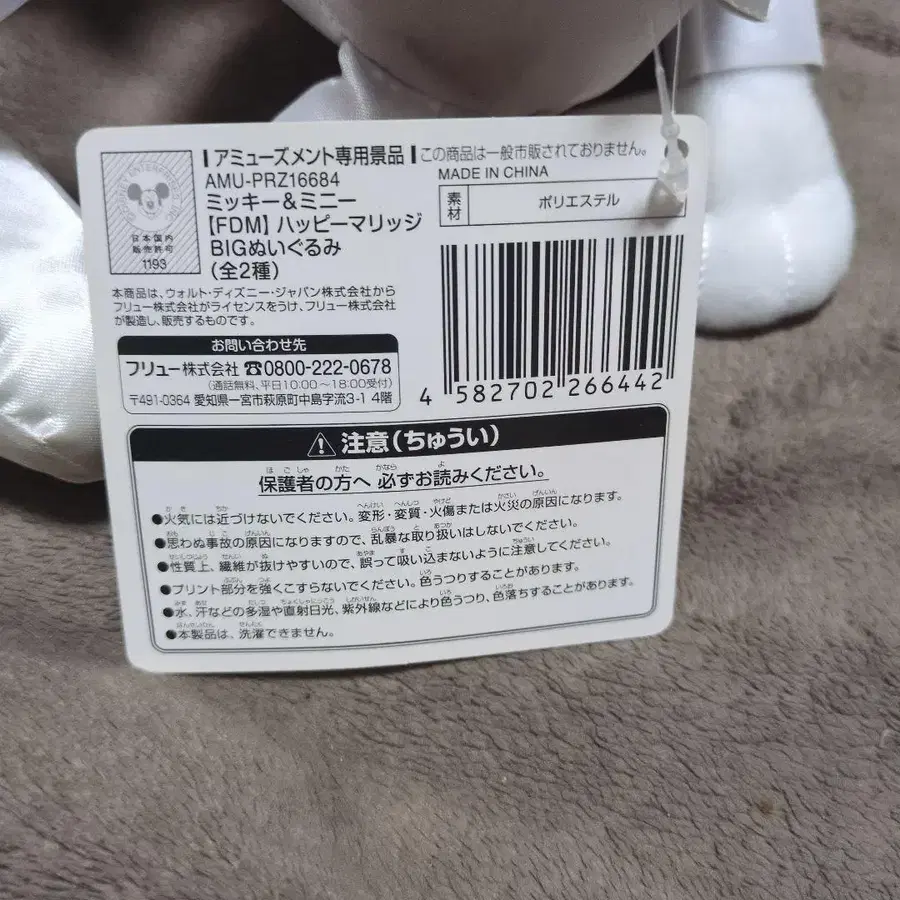 アミューズメント専用景品
この商品は一般市販されておりません。
AMU-PRZ16684
MADE IN CHINA
ミッキー＆ミニー
【FDM】ハッピーマリッジ
BIGぬいぐるみ
(全2種)
素材
ポリエステル
日本国内
販売許可
1193
本商品は、ウォルト・ディズニー・ジャパン株式会社から
フリュー株式会社がライセンスをうけ、フリュー株式会社
が製造し、販売するものです。
お問い合わせ先
フリュー株式会社 ☎0800-222-0678
(通話無料、平日10:00～18:00受付)
〒491-0364 愛知県一宮市萩原町中島字流3-1 4階
4 582702 266442
⚠注意(ちゅうい)
保護者の方へ 必ずお読みください。
●火気には近づけないでください。変形・変質・火傷または火災の原因になります。
●思わぬ事故の原因になりますので、乱暴な取り扱いはしないでください。
●性質上、繊維が抜けやすいので、誤って吸い込まないように注意してください。
●プリント部分を強くこすらないでください。色うつりすることがあります。
●水、汗などの多湿や直射日光、紫外線などにより色うつり、色落ちすることがあります。
●本製品は、洗濯できません。